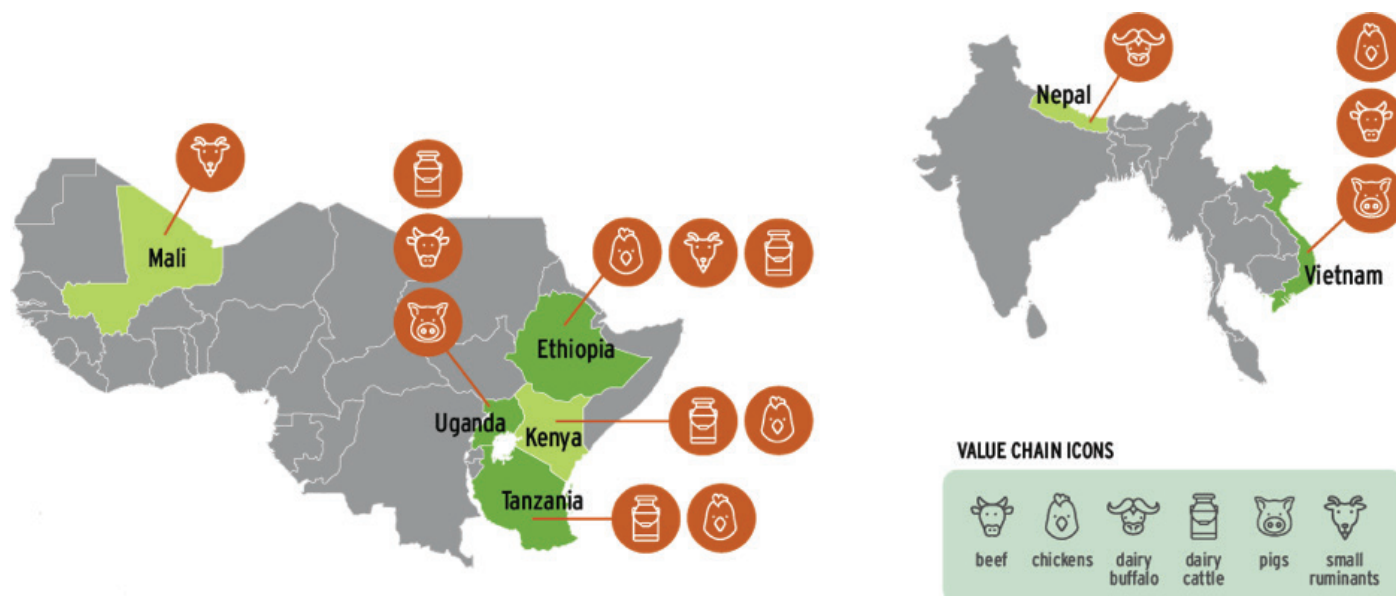 Nepal
Mali
Vietnam
Ethiopia
Uganda
Kenya
Tanzania
VALUE CHAIN ICONS
beef
chickens
dairy
buffalo
dairy
cattle
pigs
small
ruminants